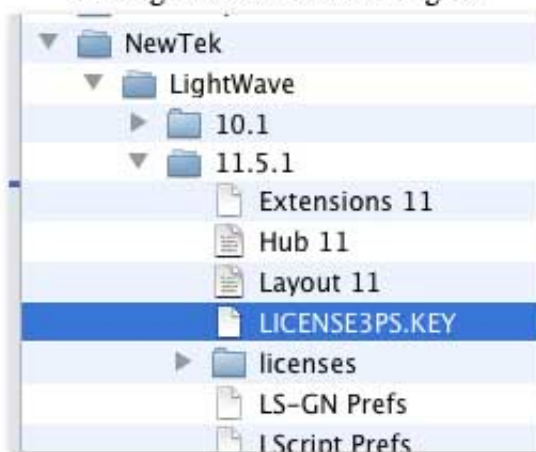 NewTek
LightWave
10.1
11.5.1
Extensions 11
Hub 11
Layout 11
LICENSE3PS.KEY
licenses
LS-GN Prefs
LScript Prefs